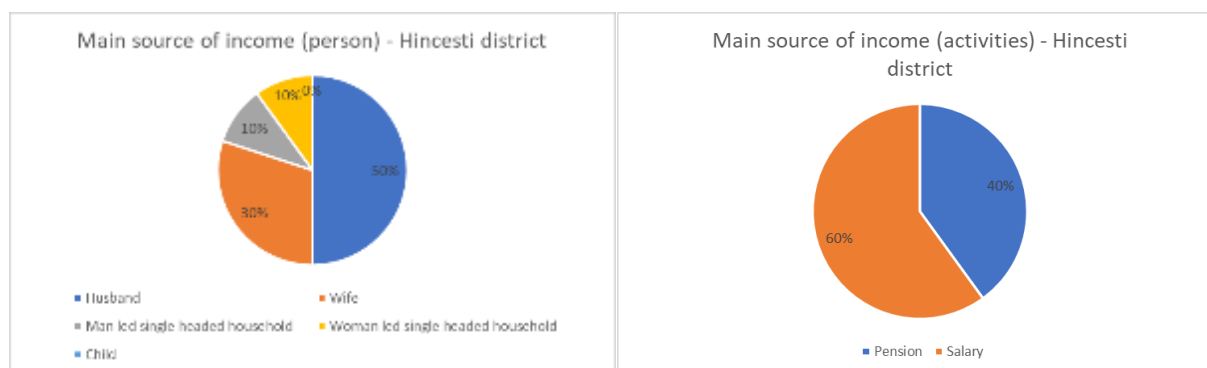 Main source of income (person) - Hincesti district
0%
10%
10%
50%
30%
Husband
Wife
Man led single headed household
Woman led single headed household
Child
Main source of income (activities) - Hincesti
district
40%
60%
Pension
Salary